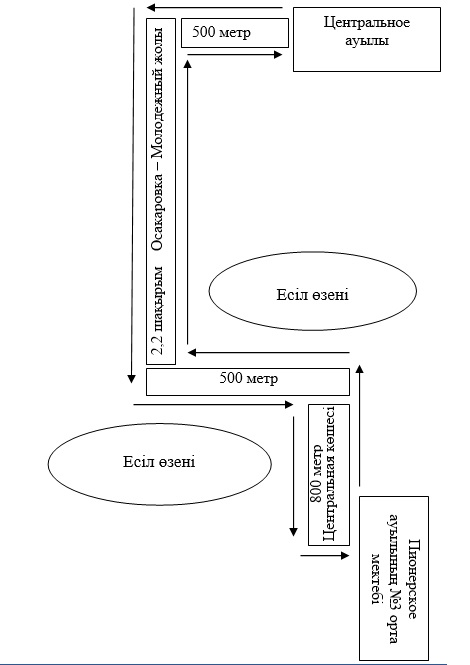 500 метр
Центральное
ауылы
2,2 шақырым Осакаровка – Молодежный жолы
Есіл өзені
500 метр
Есіл өзені
800 метр
Центральная көшесі
Пионерское
ауылының №3 орта
мектебі